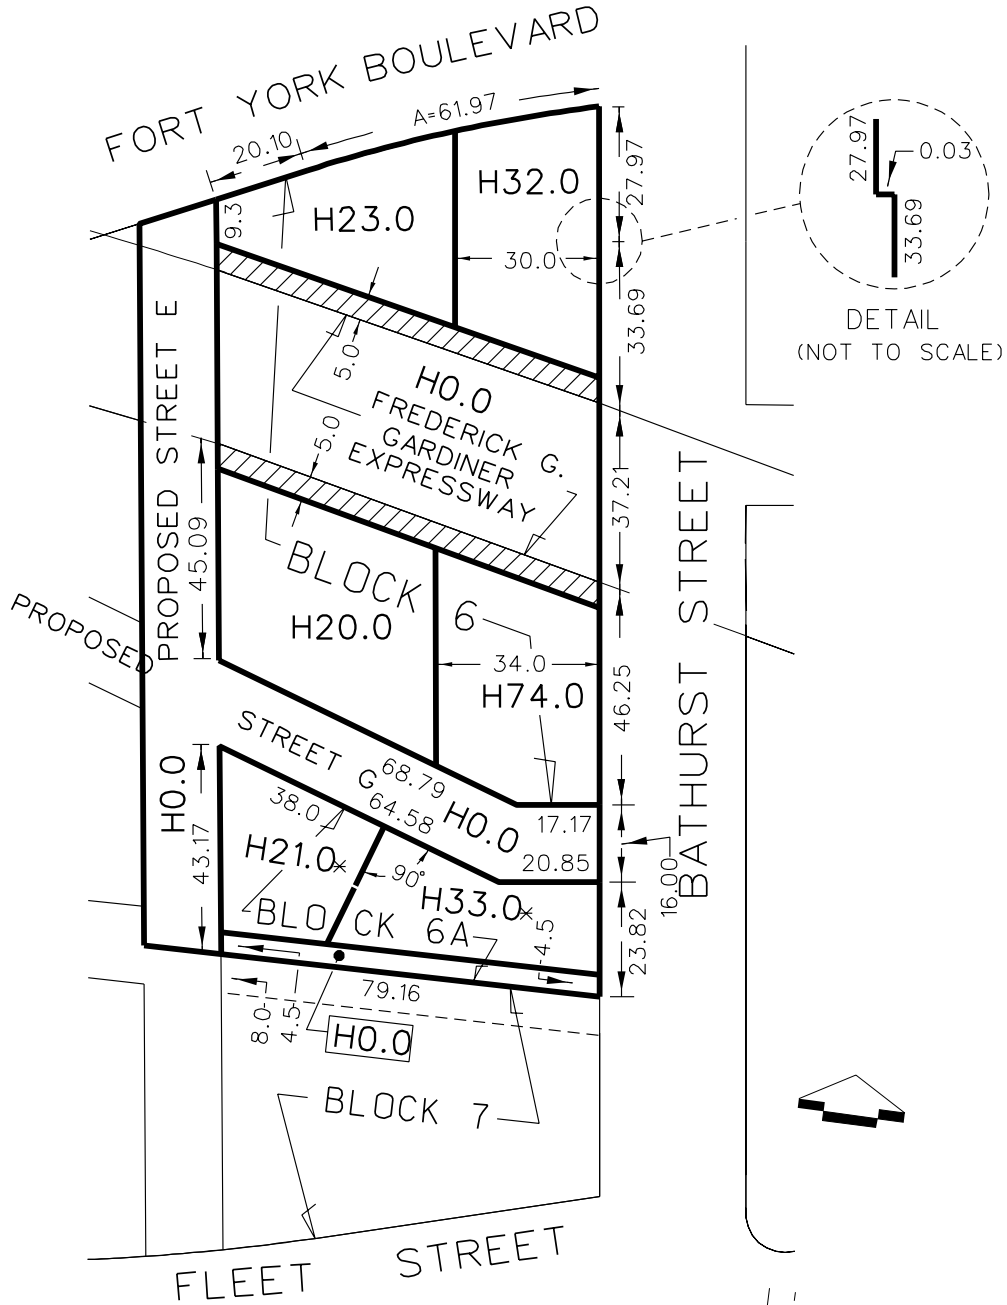 FORT YORK BOULEVARD
A=61.97
20.10
27.97
0.03
33.69
DETAIL
(NOT TO SCALE)
H32.0
H23.0
9.3
27.97
30.0
33.69
5.0
H0.0
FREDERICK G.
GARDINER
EXPRESSWAY
5.0
37.21
PROPOSED STREET E
45.09
BLOCK 6
H20.0
34.0
H74.0
46.25
BATHURST STREET
PROPOSED
STREET G
68.79
64.58
H0.0
17.17
20.85
16.00
H0.0
43.17
38.0
H21.0*
90°
H33.0*
BLOCK 6A
4.5
23.82
79.16
8.0
4.5
H0.0
BLOCK 7
FLEET STREET